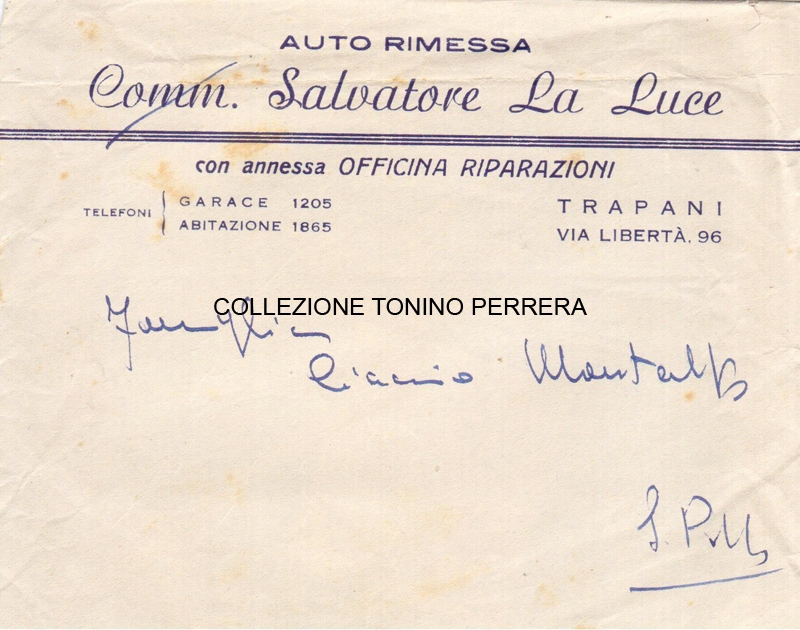 AUTO RIMESSA
Comm. Salvatore La Luce
con annessa OFFICINA RIPARAZIONI
TELEFONI
GARACE 1205
ABITAZIONE 1865
TRAPANI
VIA LIBERTÀ, 96
COLLEZIONE TONINO PERRERA
Famiglia